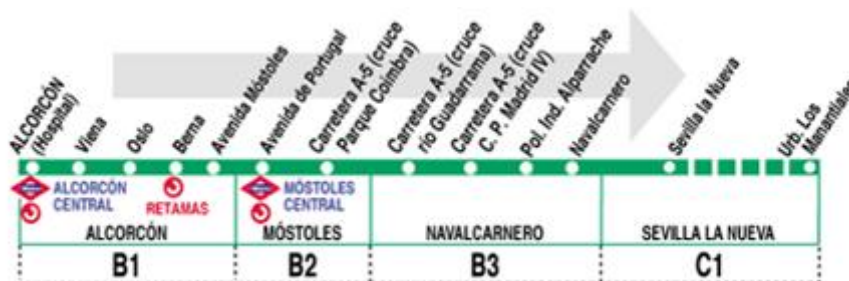 ALCORCÓN
(Hospital)
Viena
Oslo
Berna
Avenida Móstoles
Avenida de Portugal
Carretera A-5 (cruce
Parque Coimbra)
Carretera A-5 (cruce
río Guadarrama)
Carretera A-5 (cruce
C. P. Madrid IV)
Pol. Ind. Alparrache
Navalcarnero
Sevilla la Nueva
Urb. Los
Manantiales
ALCORCÓN
CENTRAL
RETAMAS
MÓSTOLES
CENTRAL
ALCORCÓN
MÓSTOLES
NAVALCARNERO
SEVILLA LA NUEVA
B1
B2
B3
C1